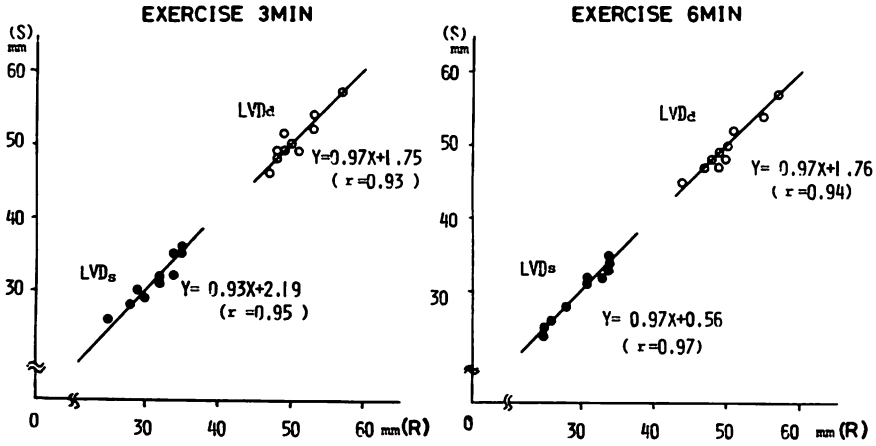 EXERCISE 3MIN
(S)
mm
60
50
40
30
0
30
40
50
60 mm (R)
LVDd
Y=0.97X+1.75
(r=0.93)
LVDs
Y= 0.93X+2.19
(r=0.95)
EXERCISE 6MIN
(S)
mm
60
50
40
30
0
30
40
50
60 mm (R)
LVDd
Y= 0.97X+1.76
(r=0.94)
LVDs
Y= 0.97X+0.56
(r=0.97)